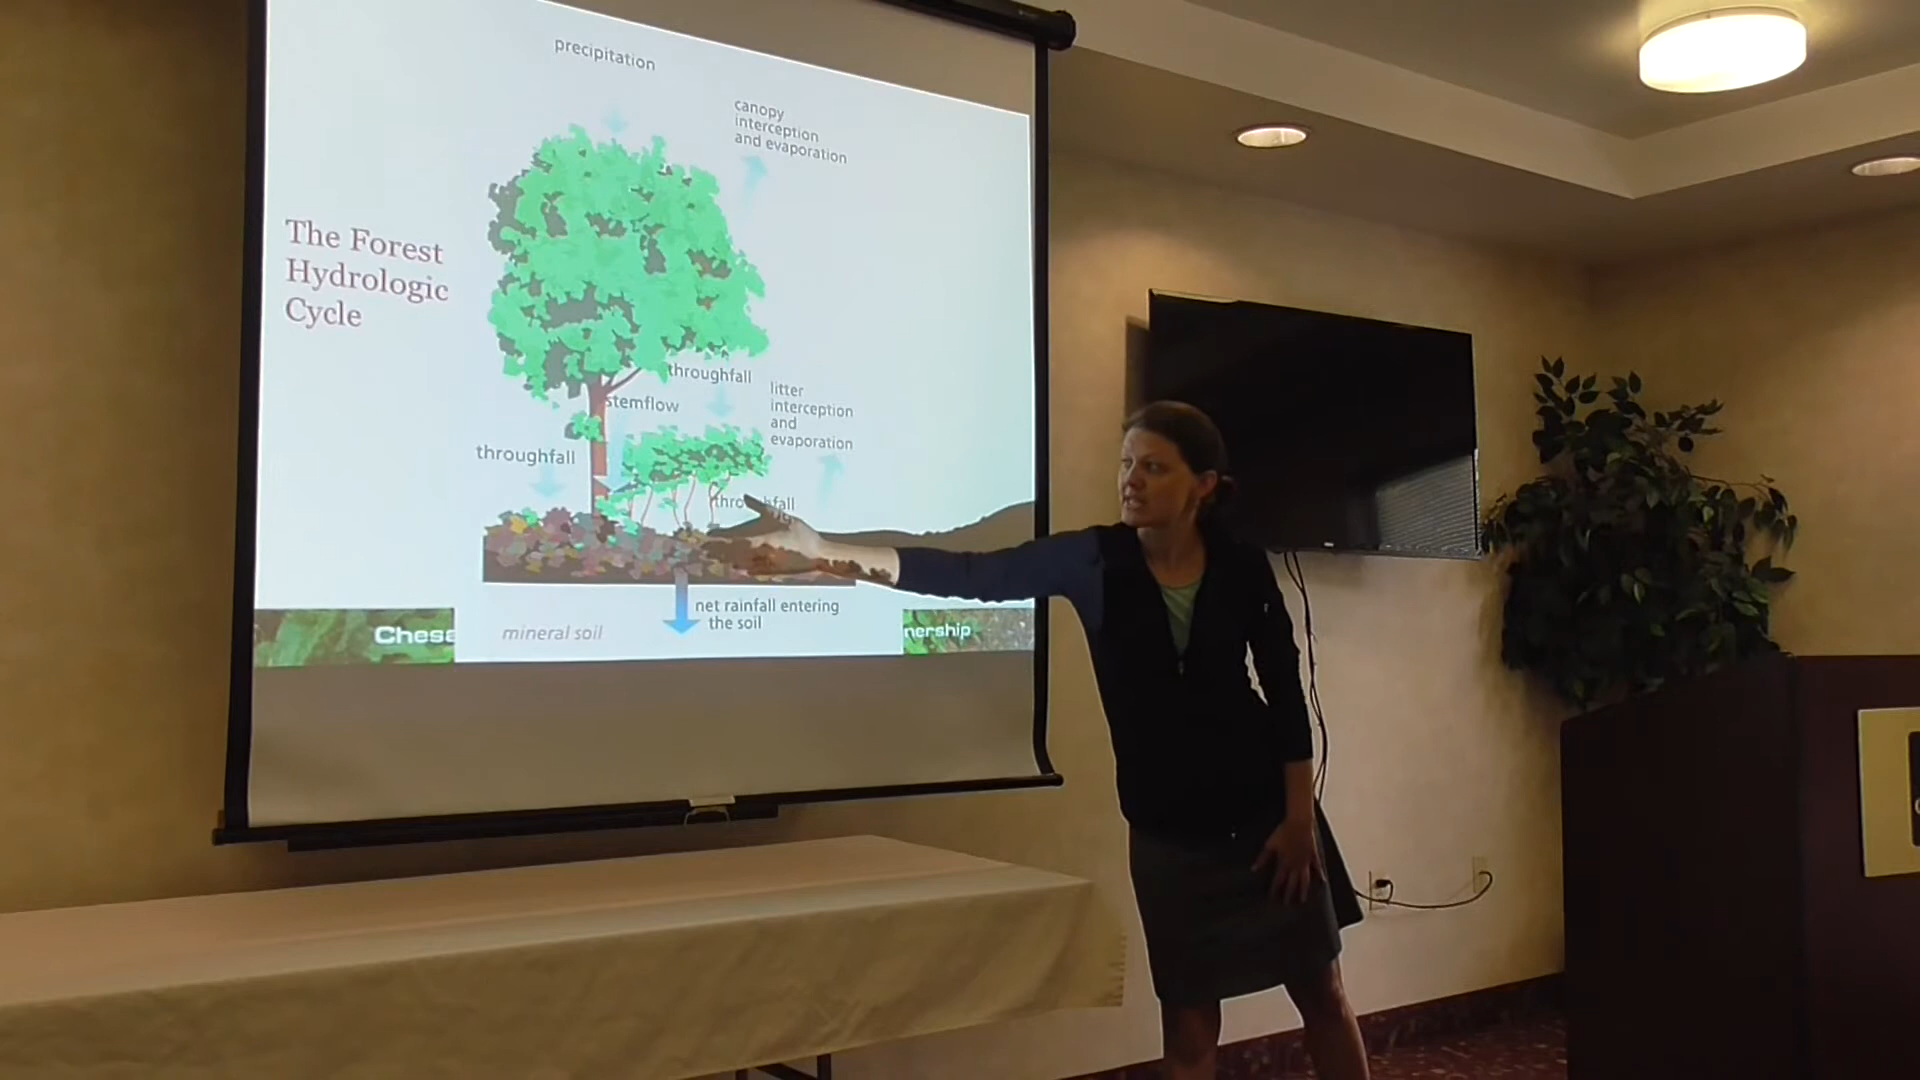 precipitation
canopy
interception
and evaporation
The Forest
Hydrologic
Cycle
throughfall
stemflow
litter
interception
and
evaporation
throughfall
net rainfall entering
the soil
mineral soil
nership